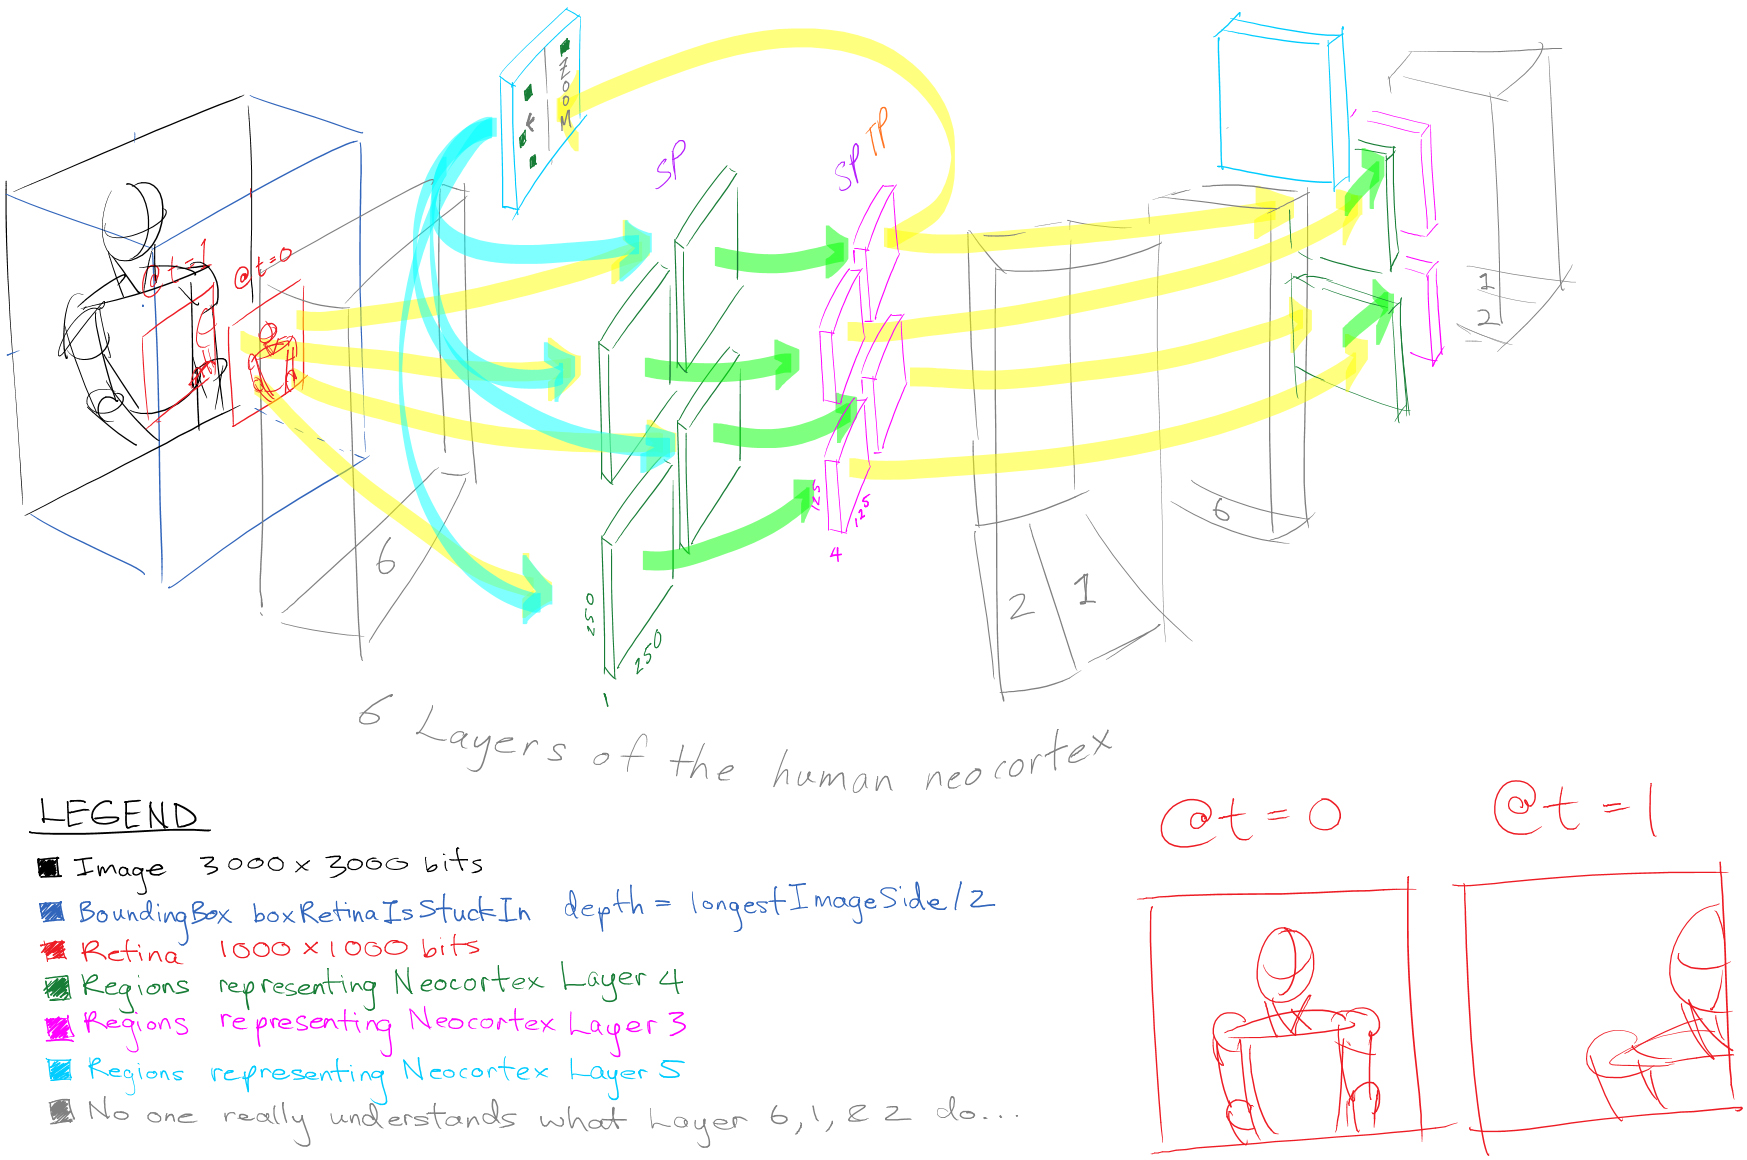 ZOOM
K
SP
SP TP
@ t = 1
@ t = 0
6
250
250
1
125
125
4
2
1
6
1
2
6 Layers of the human neocortex
LEGEND
Image 3000 x 3000 bits
BoundingBox boxRetinaIsStuckIn depth = longestImageSide/2
Retina 1000 x 1000 bits
Regions representing Neocortex Layer 4
Regions representing Neocortex Layer 3
Regions representing Neocortex Layer 5
No one really understands what Layer 6, 1, & 2 do...
@ t = 0
@ t = 1